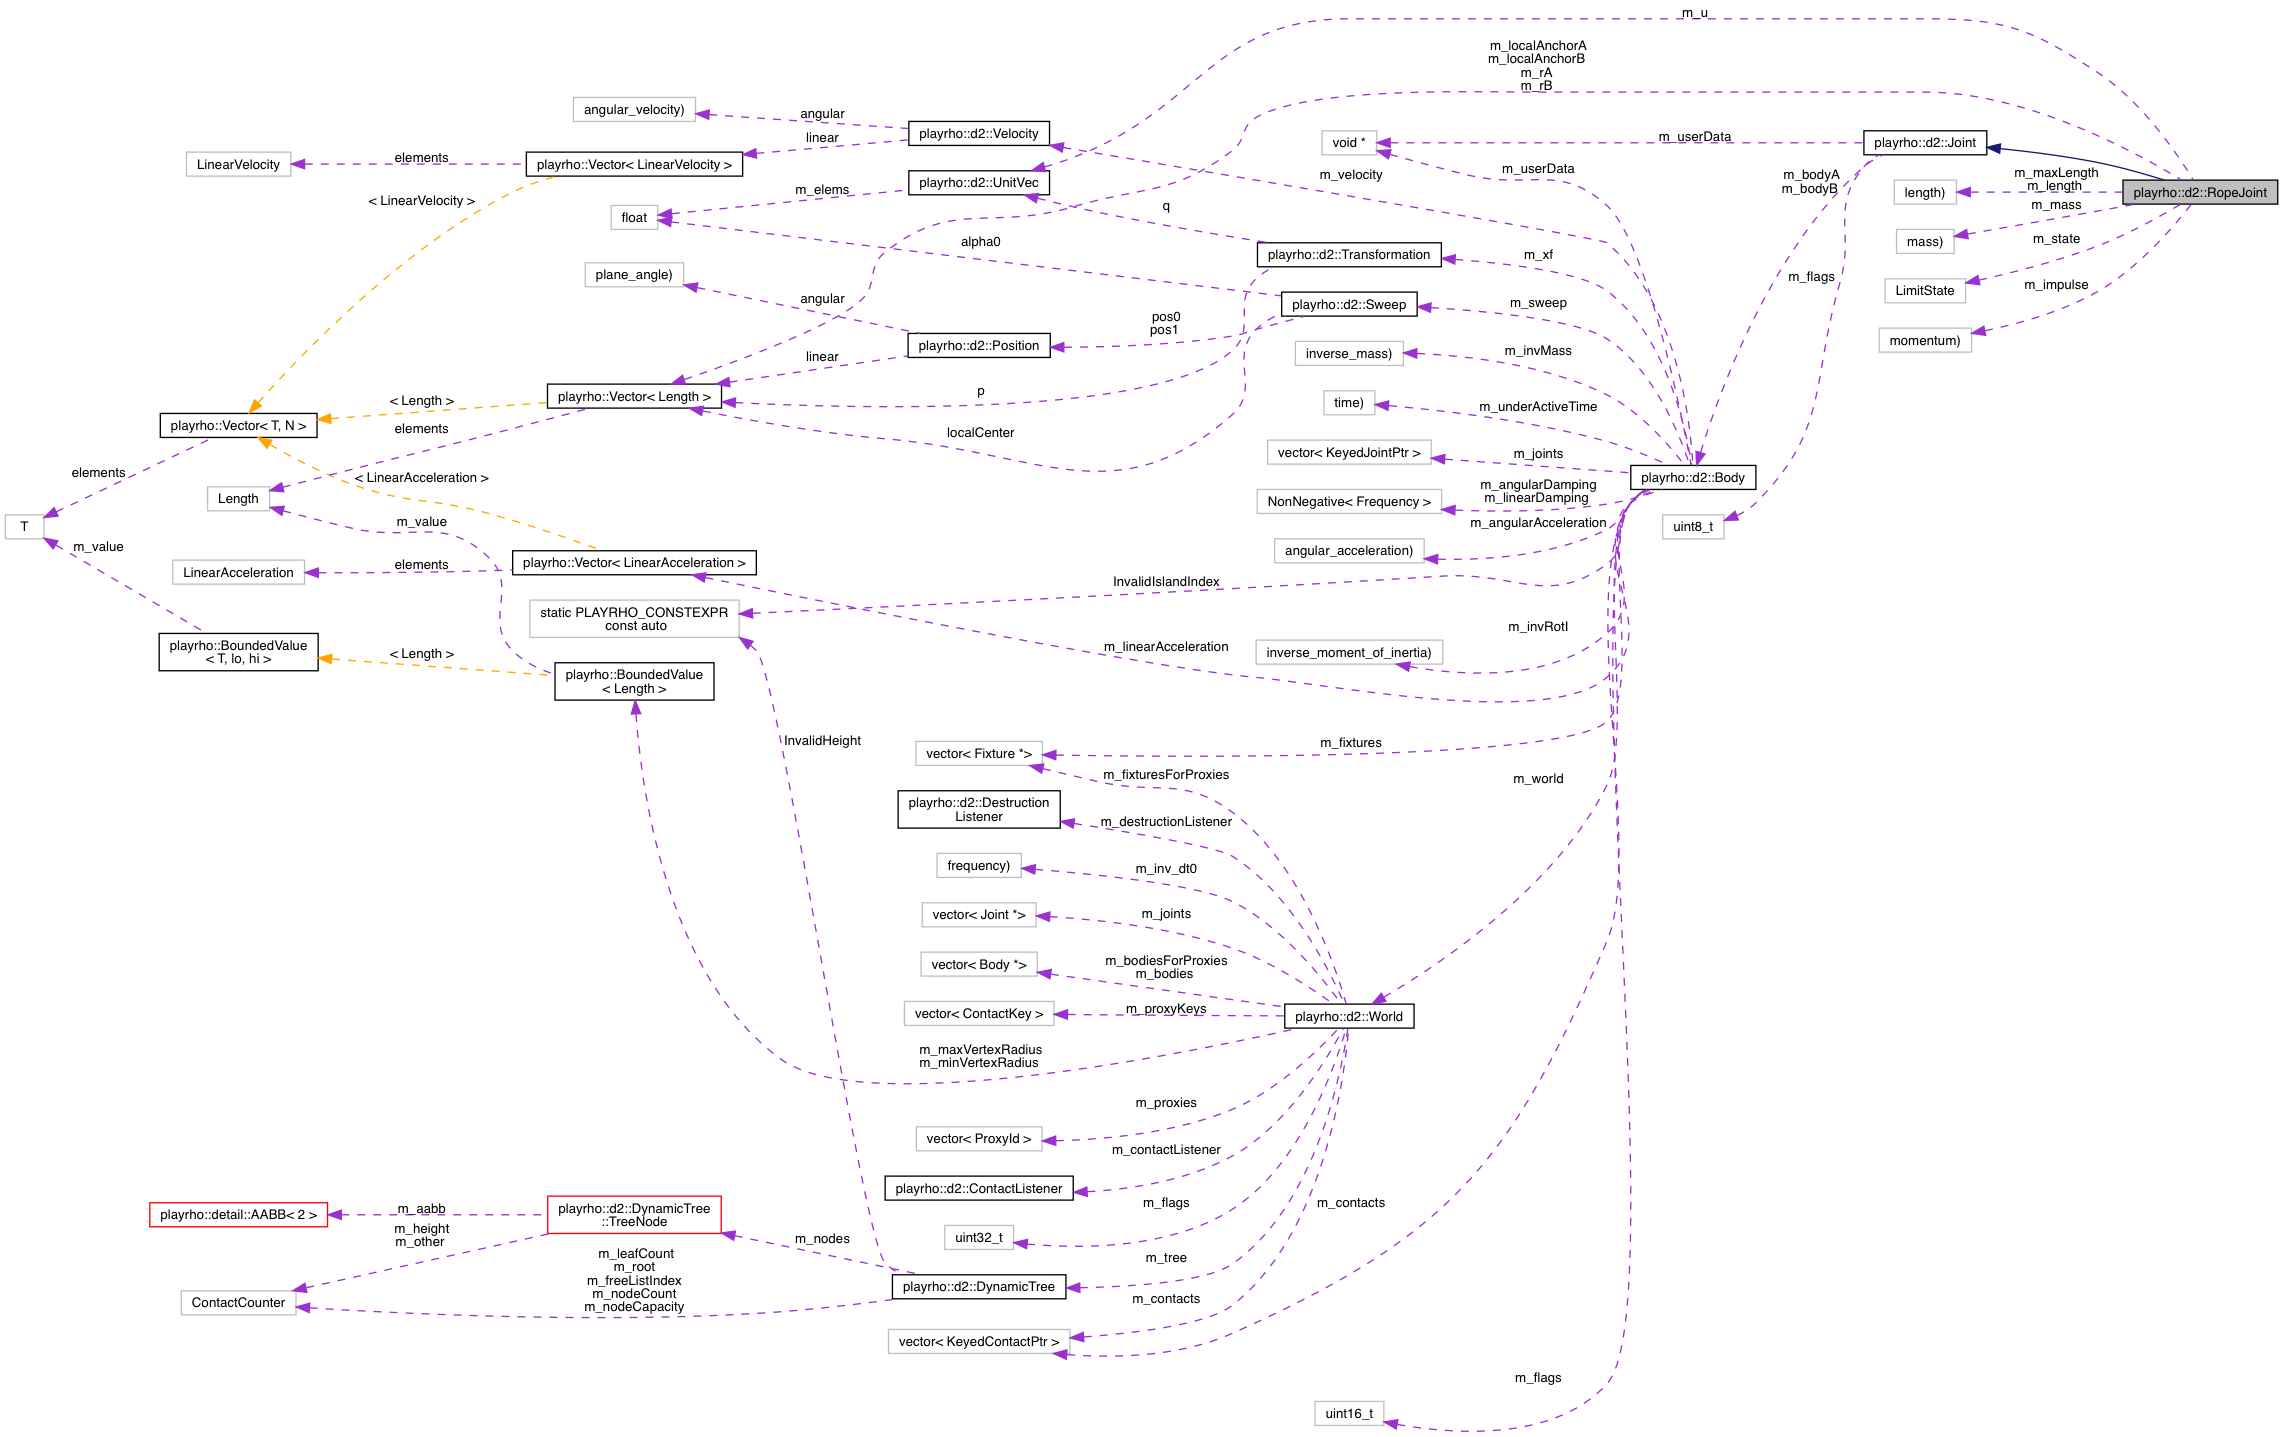 m_u
m_localAnchorA
m_localAnchorB
m_rA
m_rB
angular_velocity)
angular
playrho::d2::Velocity
void *
m_userData
playrho::d2::Joint
linear
LinearVelocity
elements
playrho::Vector< LinearVelocity >
m_userData
m_velocity
m_bodyA
m_bodyB
m_maxLength
m_length
length)
playrho::d2::RopeJoint
m_elems
playrho::d2::UnitVec
< LinearVelocity >
q
m_mass
float
alpha0
mass)
m_state
playrho::d2::Transformation
m_xf
plane_angle)
m_flags
m_impulse
LimitState
angular
playrho::d2::Sweep
m_sweep
pos0
pos1
playrho::d2::Position
momentum)
linear
inverse_mass)
m_invMass
< Length >
playrho::Vector< Length >
p
time)
m_underActiveTime
playrho::Vector< T, N >
elements
localCenter
vector< KeyedJointPtr >
m_joints
elements
< LinearAcceleration >
playrho::d2::Body
m_angularDamping
m_linearDamping
NonNegative< Frequency >
Length
T
m_value
m_angularAcceleration
uint8_t
m_value
angular_acceleration)
LinearAcceleration
elements
playrho::Vector< LinearAcceleration >
InvalidIslandIndex
static PLAYRHO_CONSTEXPR
const auto
m_invRotI
playrho::BoundedValue
< T, lo, hi >
< Length >
m_linearAcceleration
inverse_moment_of_inertia)
playrho::BoundedValue
< Length >
InvalidHeight
vector< Fixture *>
m_fixtures
m_fixturesForProxies
m_world
playrho::d2::Destruction
Listener
m_destructionListener
frequency)
m_inv_dt0
vector< Joint *>
m_joints
vector< Body *>
m_bodiesForProxies
m_bodies
vector< ContactKey >
m_proxyKeys
playrho::d2::World
m_maxVertexRadius
m_minVertexRadius
m_proxies
vector< ProxyId >
m_contactListener
playrho::d2::ContactListener
m_flags
m_contacts
playrho::detail::AABB< 2 >
m_aabb
playrho::d2::DynamicTree
::TreeNode
m_height
m_other
uint32_t
m_nodes
m_tree
m_leafCount
m_root
m_freeListIndex
m_nodeCount
m_nodeCapacity
playrho::d2::DynamicTree
ContactCounter
m_contacts
vector< KeyedContactPtr >
m_flags
uint16_t